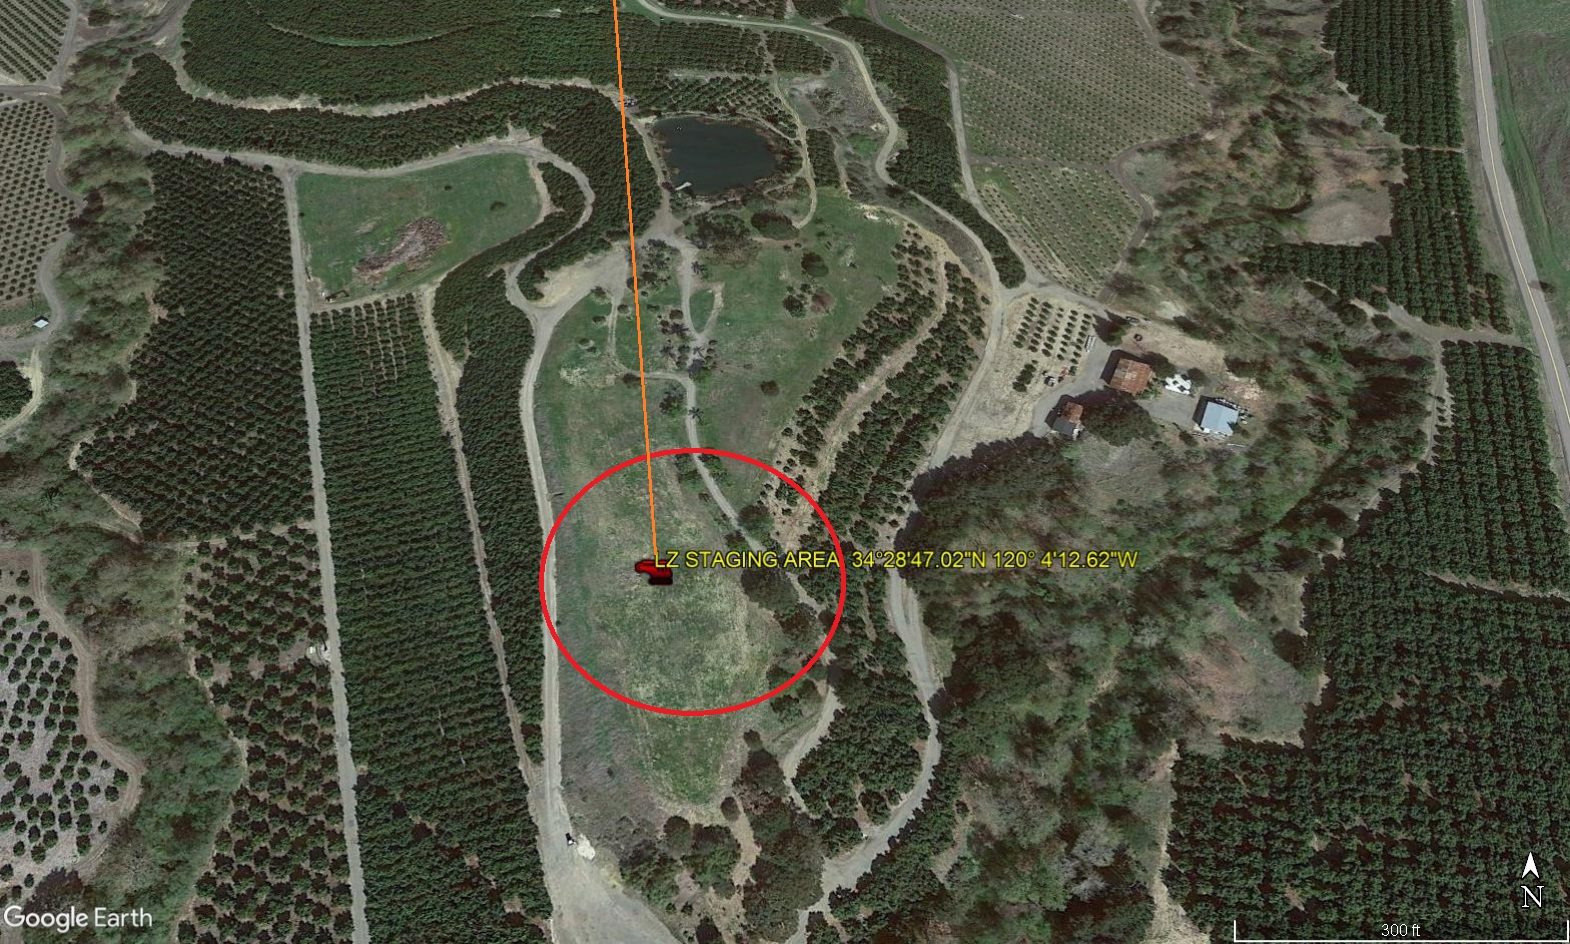 LZ STAGING AREA  34°28'47.02"N 120° 4'12.62"W
N
Google Earth
300 ft